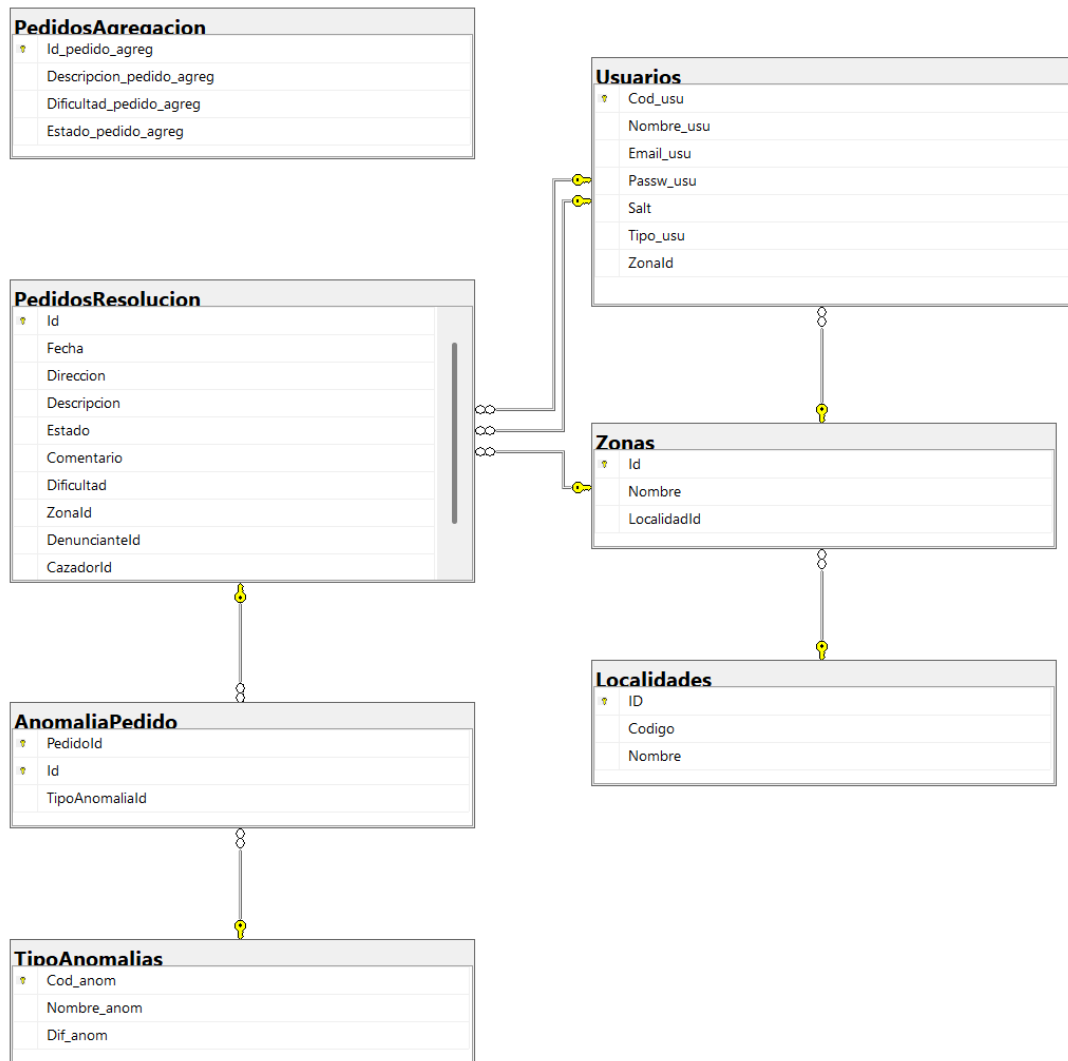 PedidosAgregacion
Id_pedido_agreg
Descripcion_pedido_agreg
Dificultad_pedido_agreg
Estado_pedido_agreg
Usuarios
Cod_usu
Nombre_usu
Email_usu
Passw_usu
Salt
Tipo_usu
ZonaId
PedidosResolucion
Id
Fecha
Direccion
Descripcion
Estado
Comentario
Dificultad
ZonaId
DenuncianteId
CazadorId
Zonas
Id
Nombre
LocalidadId
Localidades
ID
Codigo
Nombre
AnomaliaPedido
PedidoId
Id
TipoAnomaliaId
TipoAnomalias
Cod_anom
Nombre_anom
Dif_anom